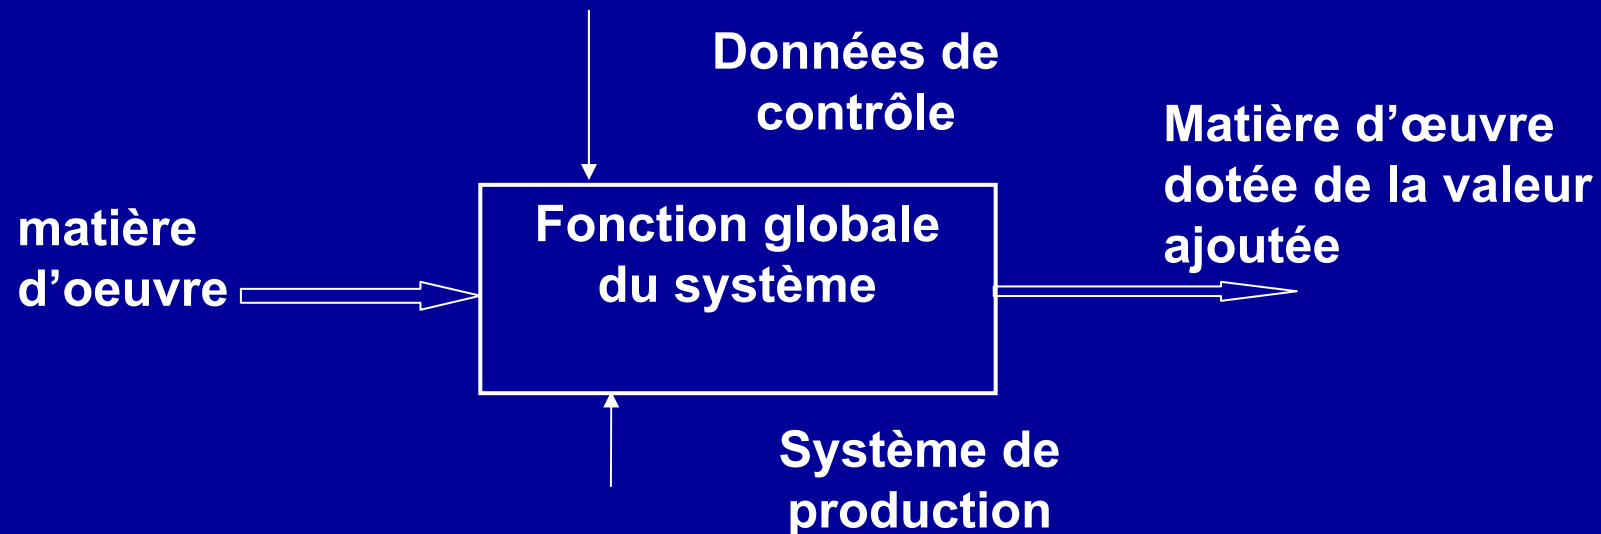 Données de
contrôle
Matière d’œuvre
dotée de la valeur
ajoutée
matière
d’oeuvre
Fonction globale
du système
Système de
production